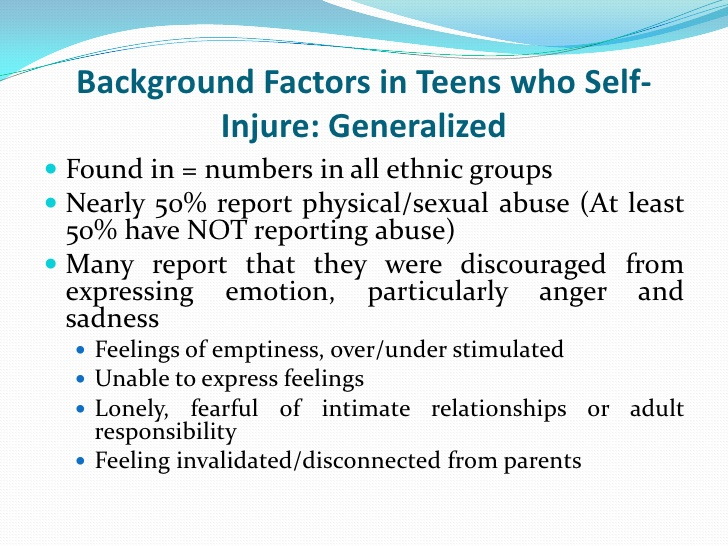 Background Factors in Teens who Self-
Injure: Generalized
• Found in = numbers in all ethnic groups
• Nearly 50% report physical/sexual abuse (At least
50% have NOT reporting abuse)
• Many report that they were discouraged from
expressing emotion, particularly anger and
sadness
• Feelings of emptiness, over/under stimulated
• Unable to express feelings
• Lonely, fearful of intimate relationships or adult
responsibility
• Feeling invalidated/disconnected from parents